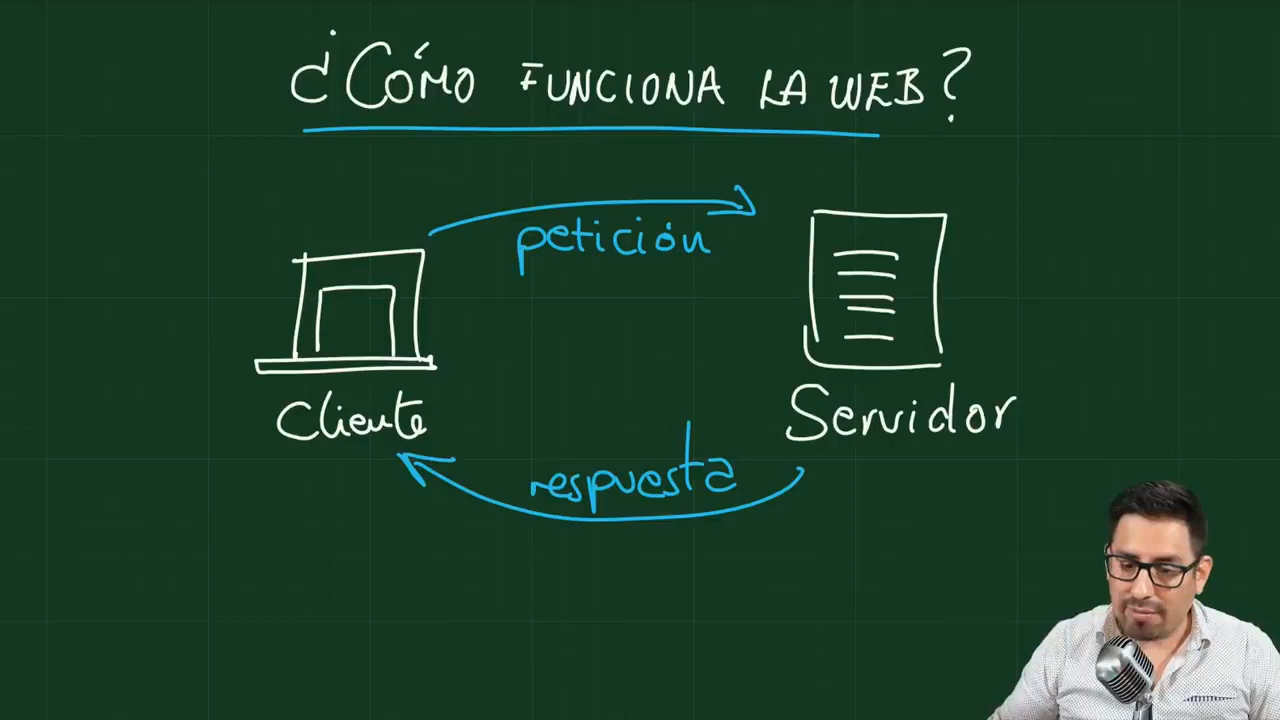 ¿CÓMO FUNCIONA LA WEB?
petición
Cliente
Servidor
respuesta